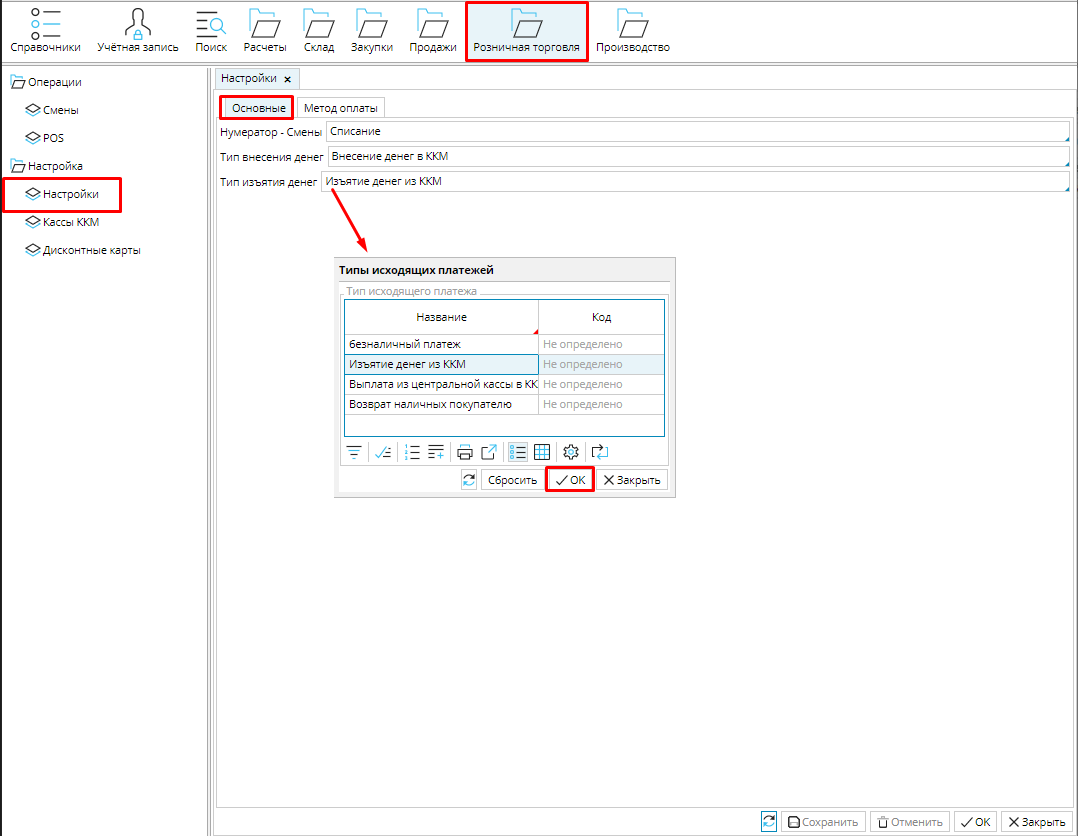 Справочники Учётная запись Поиск Расчеты Склад Закупки Продажи Розничная торговля Производство
Операции
Смены
POS
Настройка
Настройки
Кассы ККМ
Дисконтные карты
Настройки x
Основные Метод оплаты
Нумератор - Смены Списание
Тип внесения денег Внесение денег в ККМ
Тип изъятия денег Изъятие денег из ККМ
Типы исходящих платежей
Тип исходящего платежа
Название Код
безналичный платеж Не определено
Изъятие денег из ККМ Не определено
Выплата из центральной кассы в КК Не определено
Возврат наличных покупателю Не определено
Сбросить OK Закрыть
Сохранить Отменить OK Закрыть